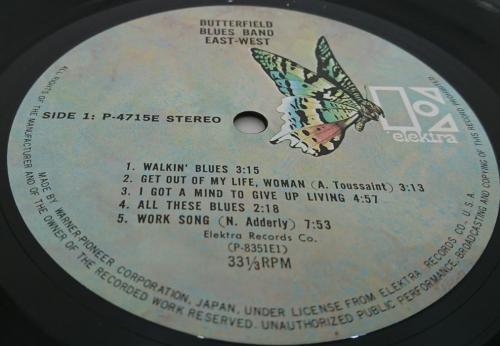 BUTTERFIELD
BLUES BAND
EAST-WEST
elektra
SIDE 1: P-4715E STEREO
1. WALKIN' BLUES 3:15
2. GET OUT OF MY LIFE, WOMAN (A. Toussaint) 3:13
3. I GOT A MIND TO GIVE UP LIVING 4:57
4. ALL THESE BLUES 2:18
5. WORK SONG (N. Adderly) 7:53
Elektra Records Co.
(P-8351E1)
33⅓RPM
MADE BY WARNER-PIONEER CORPORATION, JAPAN, UNDER LICENSE FROM ELEKTRA RECORDS CO., U.S.A.
ALL RIGHTS OF THE MANUFACTURER AND OF THE OWNER OF THE RECORDED WORK RESERVED. UNAUTHORIZED PUBLIC PERFORMANCE, BROADCASTING AND COPYING OF THIS RECORD PROHIBITED.